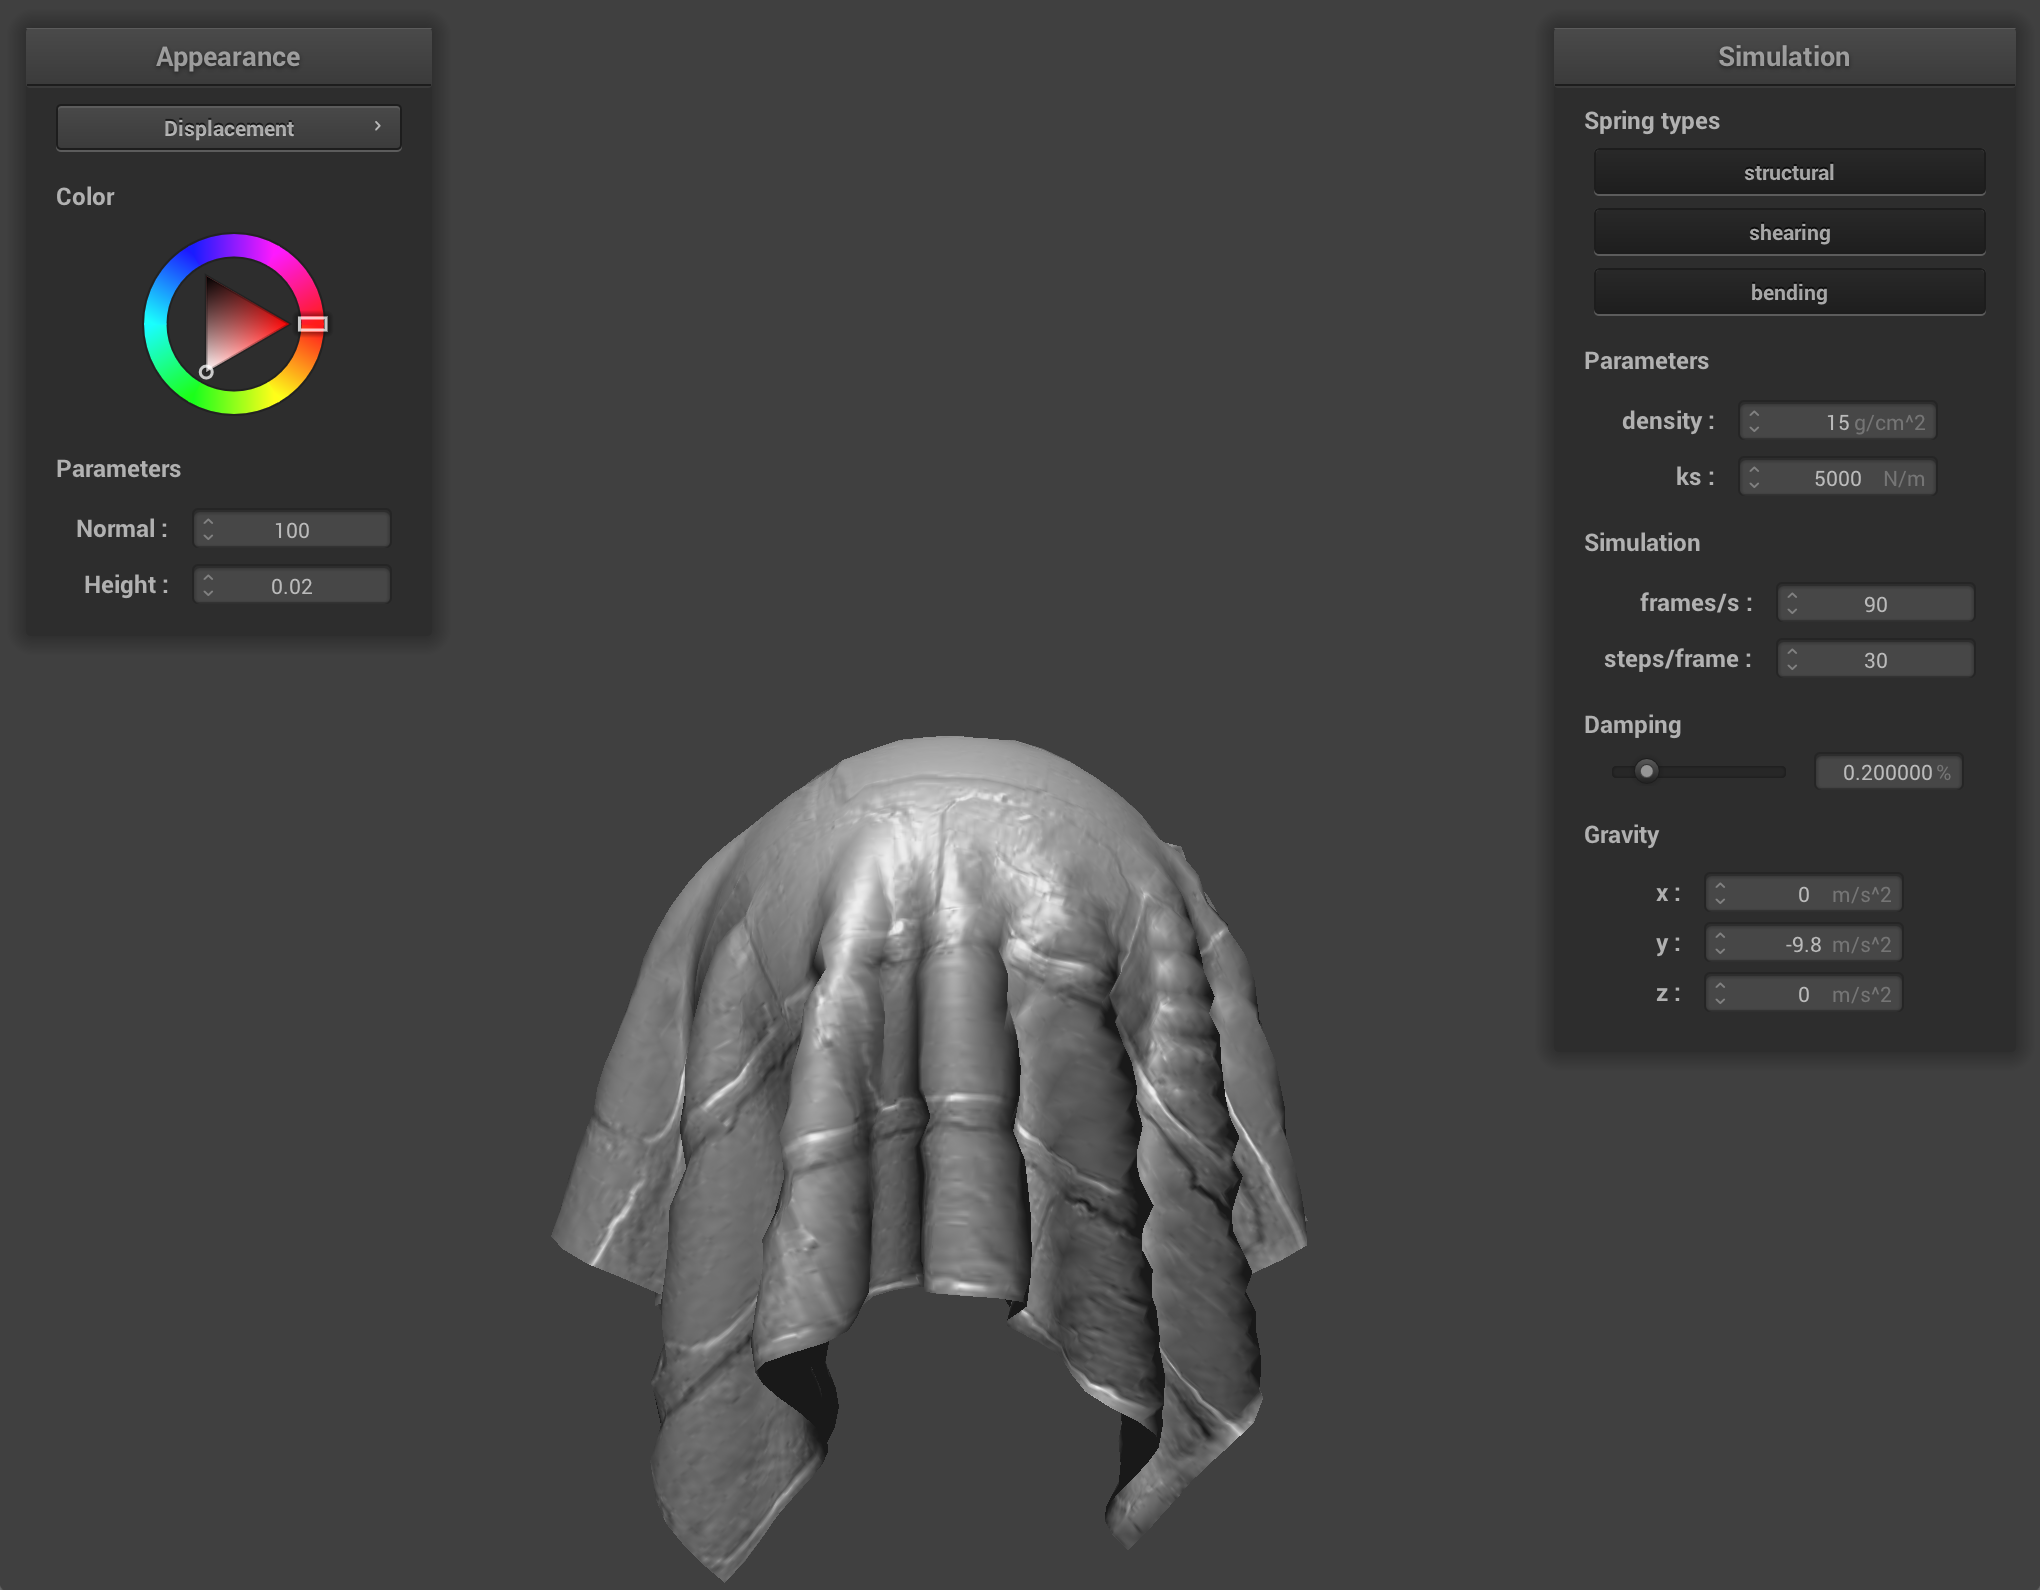 Appearance
Displacement
Color
Parameters
Normal : 100
Height : 0.02
Simulation
Spring types
structural
shearing
bending
Parameters
density : 15 g/cm^2
ks : 5000 N/m
Simulation
frames/s : 90
steps/frame : 30
Damping
0.200000 %
Gravity
x : 0 m/s^2
y : -9.8 m/s^2
z : 0 m/s^2